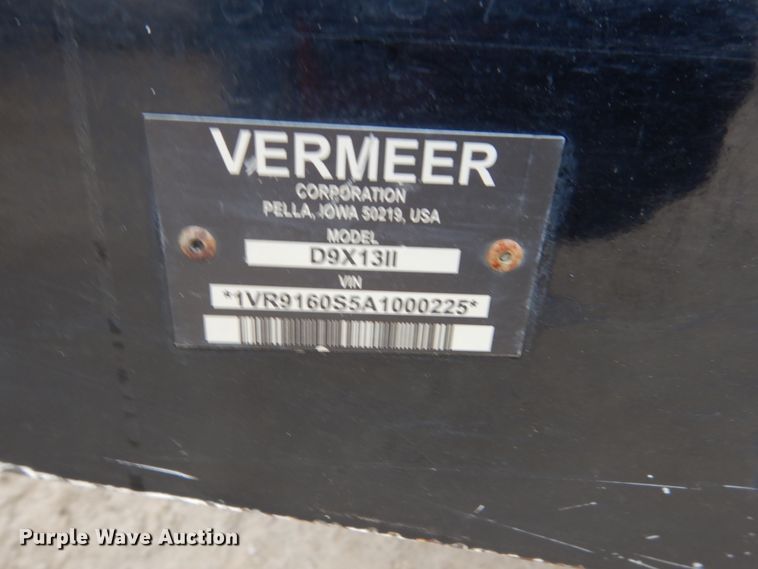 VERMEER
CORPORATION
PELLA, IOWA 50219, USA
MODEL
D9X13II
VIN
*1VR9160S5A1000225*
Purple Wave Auction